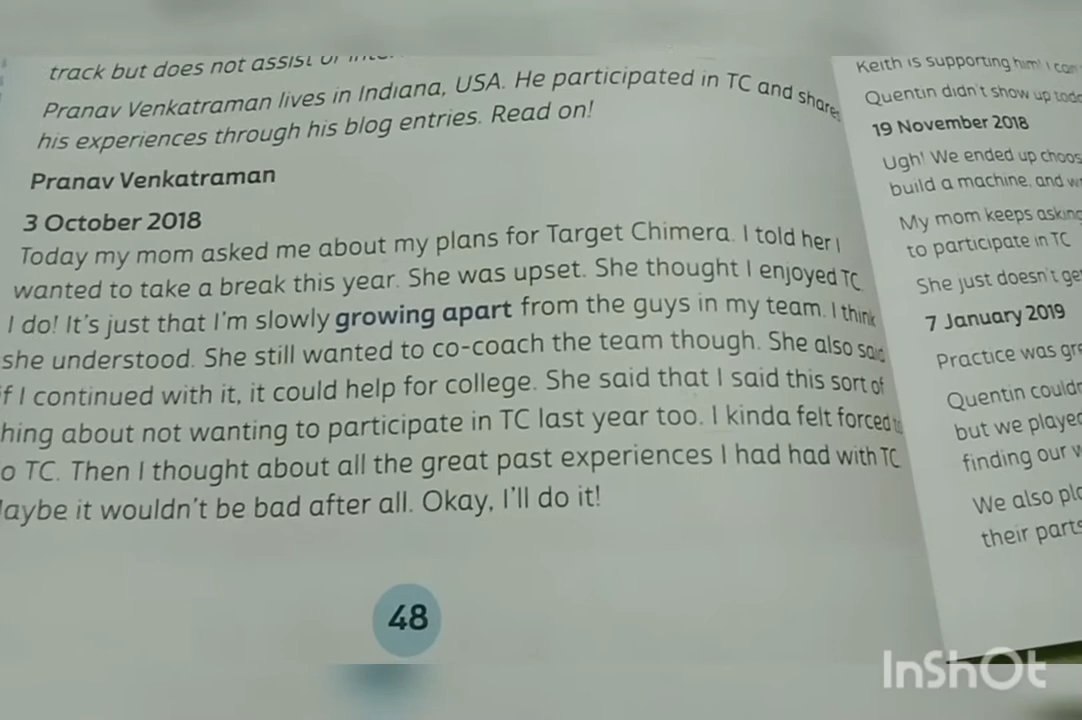 track but does not assist or
Pranav Venkatraman lives in Indiana, USA. He participated in TC and shares
his experiences through his blog entries. Read on!
Pranav Venkatraman
3 October 2018
Today my mom asked me about my plans for Target Chimera. I told her I
wanted to take a break this year. She was upset. She thought I enjoyed TC.
I do! It's just that I'm slowly growing apart from the guys in my team. I think
she understood. She still wanted to co-coach the team though. She also said
if I continued with it, it could help for college. She said that I said this sort of
hing about not wanting to participate in TC last year too. I kinda felt forced to
o TC. Then I thought about all the great past experiences I had had with TC.
aybe it wouldn't be bad after all. Okay, I'll do it!
48
Keith is supporting him! I can
Quentin didn't show up toda
19 November 2018
Ugh! We ended up choos
build a machine, and w
My mom keeps asking
to participate in TC
She just doesn't ge
7 January 2019
Practice was gre
Quentin couldn
but we played
finding our w
We also pla
their parts
InShOt